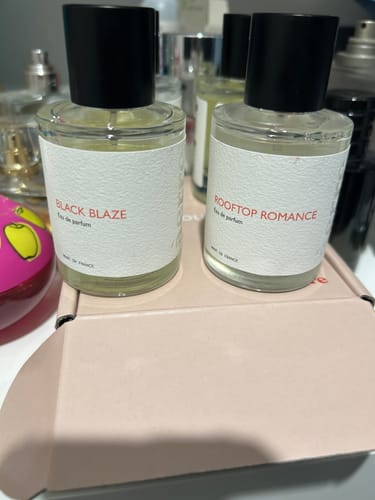 BLACK BLAZE
Eau de parfum
MADE IN FRANCE
ROOFTOP ROMANCE
Eau de parfum
MADE IN FRANCE